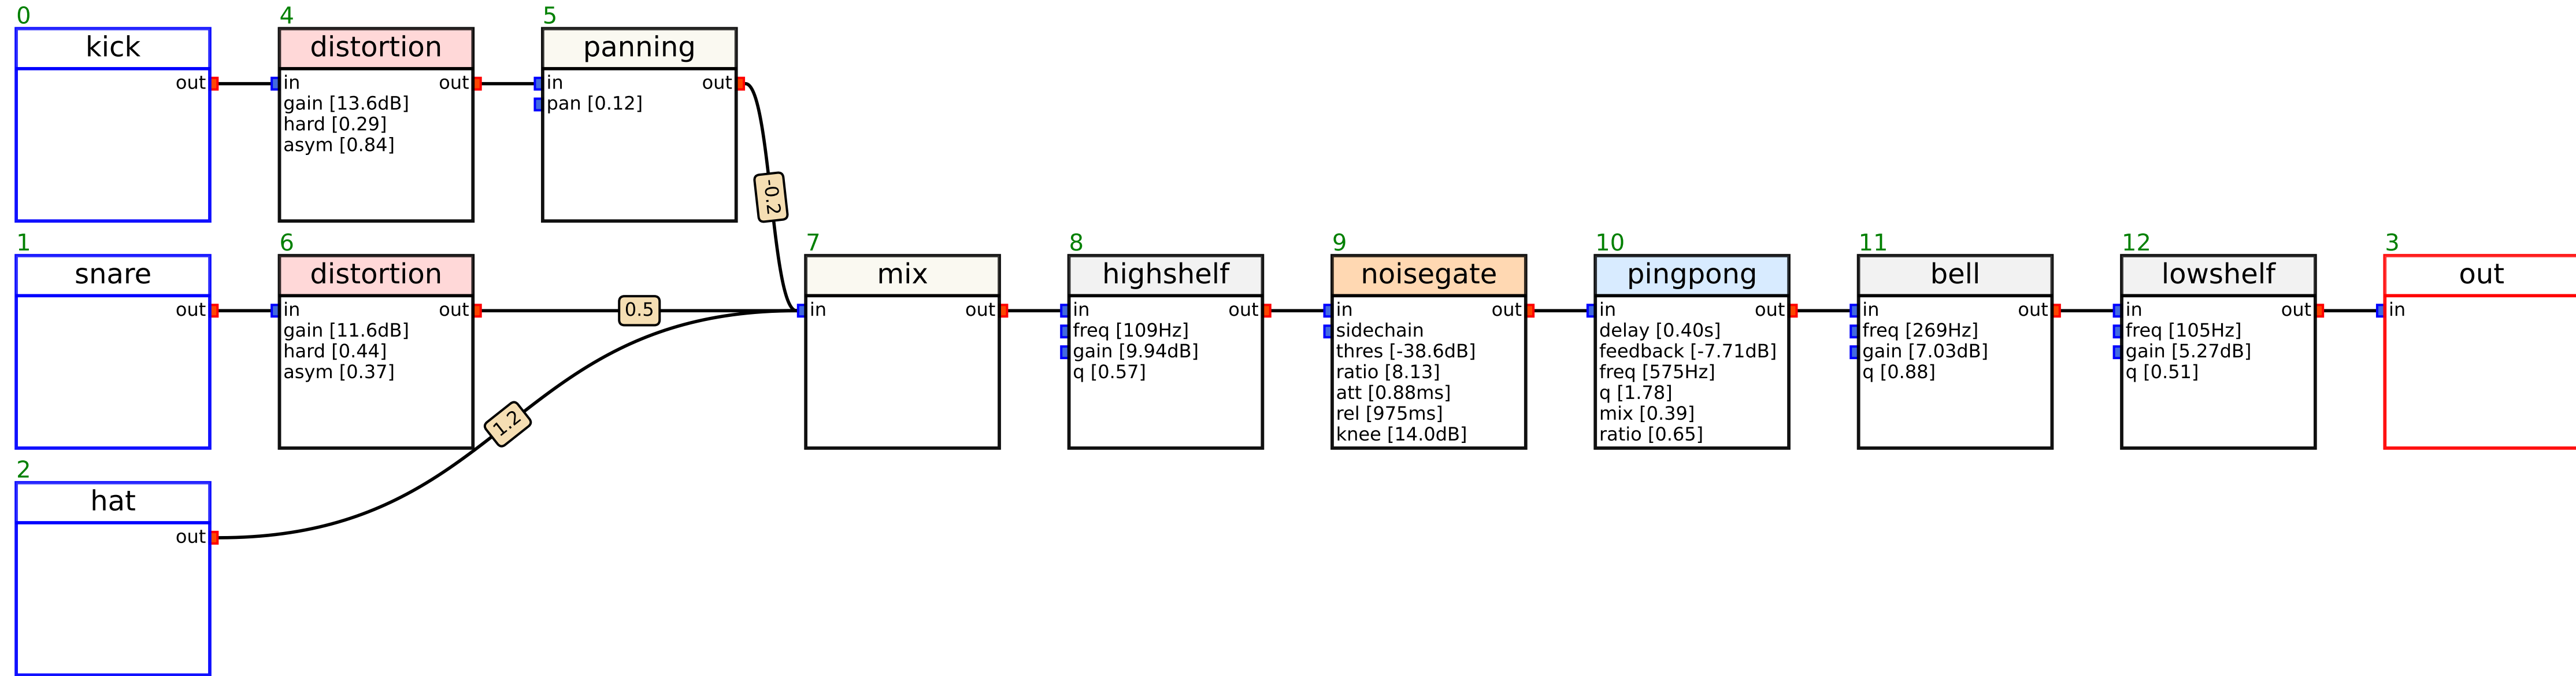 0
kick
out
4
distortion
in out
gain [13.6dB]
hard [0.29]
asym [0.84]
5
panning
in out
pan [0.12]
-0.2
1
snare
out
6
distortion
in out
gain [11.6dB]
hard [0.44]
asym [0.37]
0.5
1.2
2
hat
out
7
mix
in out
8
highshelf
in out
freq [109Hz]
gain [9.94dB]
q [0.57]
9
noisegate
in out
sidechain
thres [-38.6dB]
ratio [8.13]
att [0.88ms]
rel [975ms]
knee [14.0dB]
10
pingpong
in out
delay [0.40s]
feedback [-7.71dB]
freq [575Hz]
q [1.78]
mix [0.39]
ratio [0.65]
11
bell
in out
freq [269Hz]
gain [7.03dB]
q [0.88]
12
lowshelf
in out
freq [105Hz]
gain [5.27dB]
q [0.51]
3
out
in